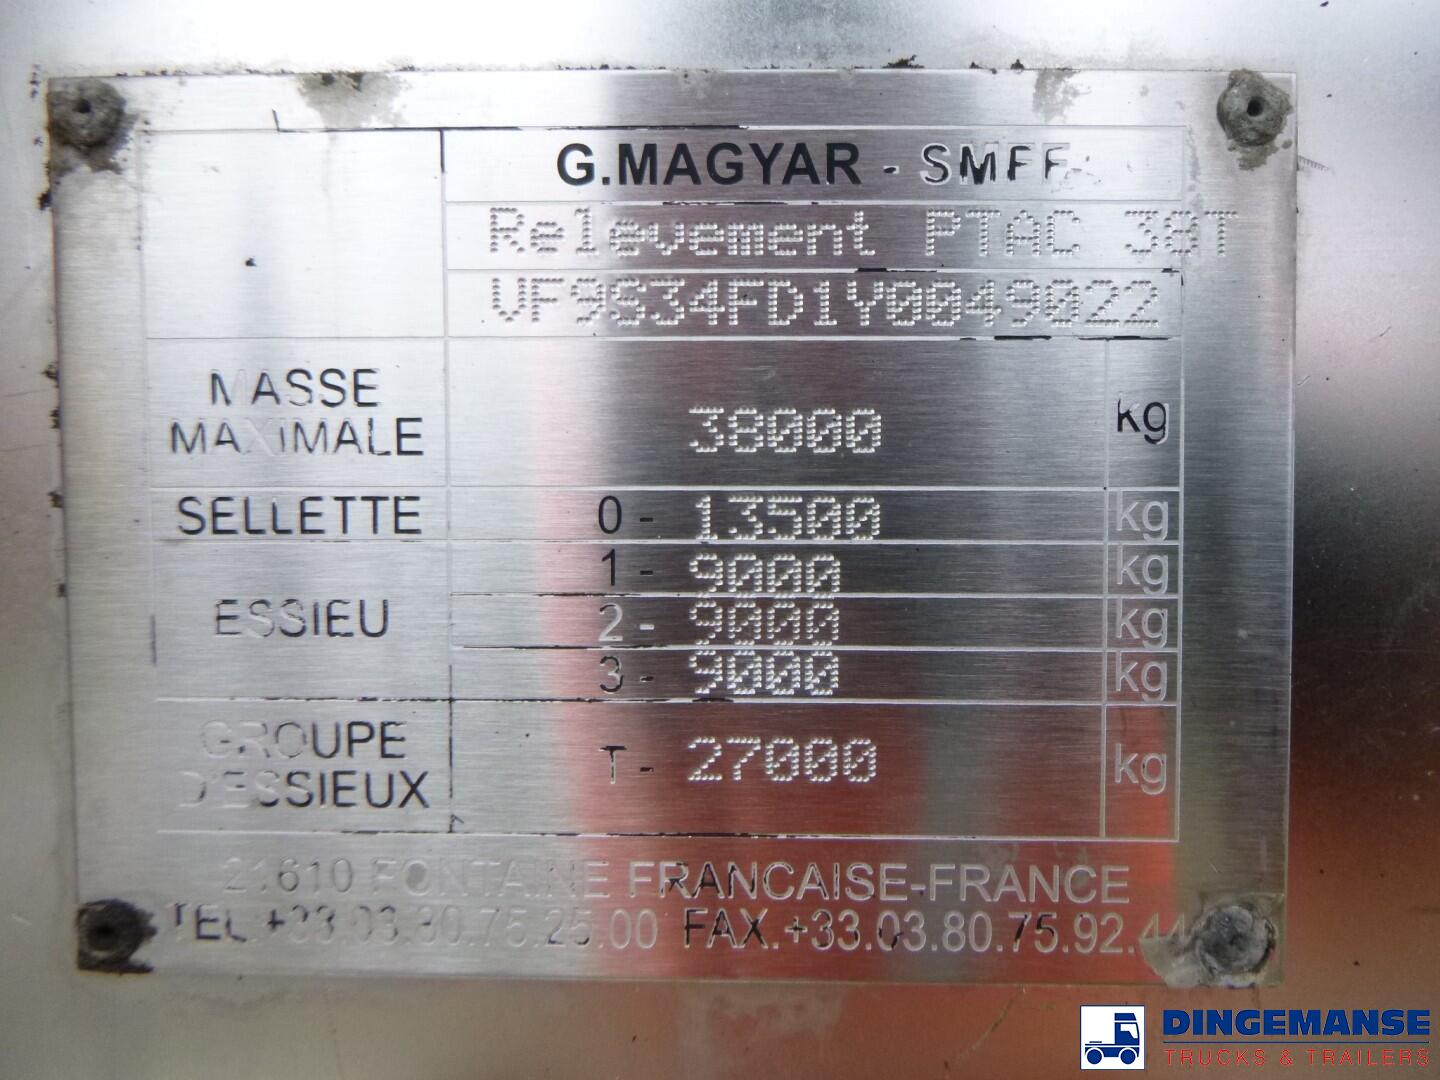 G.MAGYAR - SMFF
Relevement PTAC 38T
VF9S34FD1Y0049022
MASSE
MAXIMALE
38000 kg
SELLETTE 0 - 13500 kg
1 - 9000 kg
ESSIEU 2 - 9000 kg
3 - 9000 kg
GROUPE
D'ESSIEUX
T - 27000 kg
21610 FONTAINE FRANCAISE-FRANCE
TEL.+33.03.80.75.25.00 FAX.+33.03.80.75.92.44
DINGEMANSE
TRUCKS & TRAILERS